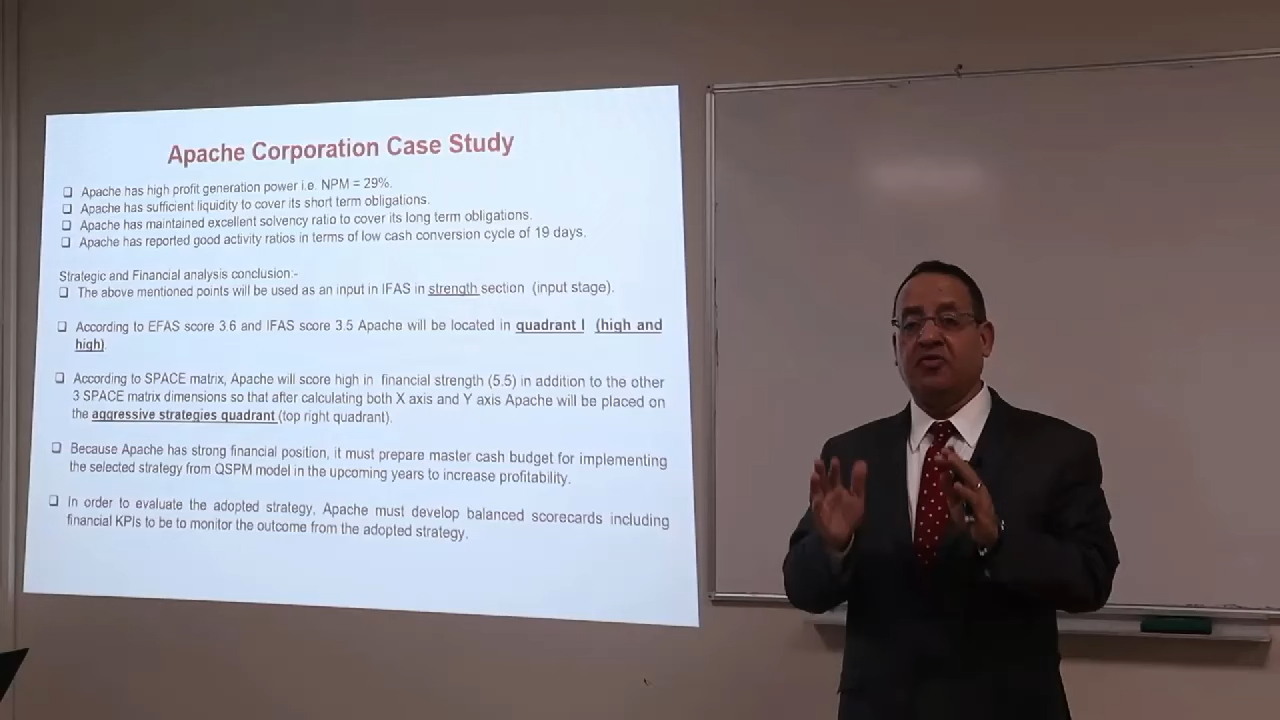 Apache Corporation Case Study
❑ Apache has high profit generation power i.e. NPM = 29%.
❑ Apache has sufficient liquidity to cover its short term obligations.
❑ Apache has maintained excellent solvency ratio to cover its long term obligations.
❑ Apache has reported good activity ratios in terms of low cash conversion cycle of 19 days.
Strategic and Financial analysis conclusion:-
❑ The above mentioned points will be used as an input in IFAS in strength section (input stage).
❑ According to EFAS score 3.6 and IFAS score 3.5 Apache will be located in quadrant I (high and
high).
❑ According to SPACE matrix, Apache will score high in financial strength (5.5) in addition to the other
3 SPACE matrix dimensions so that after calculating both X axis and Y axis Apache will be placed on
the aggressive strategies quadrant (top right quadrant).
❑ Because Apache has strong financial position, it must prepare master cash budget for implementing
the selected strategy from QSPM model in the upcoming years to increase profitability.
❑ In order to evaluate the adopted strategy, Apache must develop balanced scorecards including
financial KPIs to be to monitor the outcome from the adopted strategy.